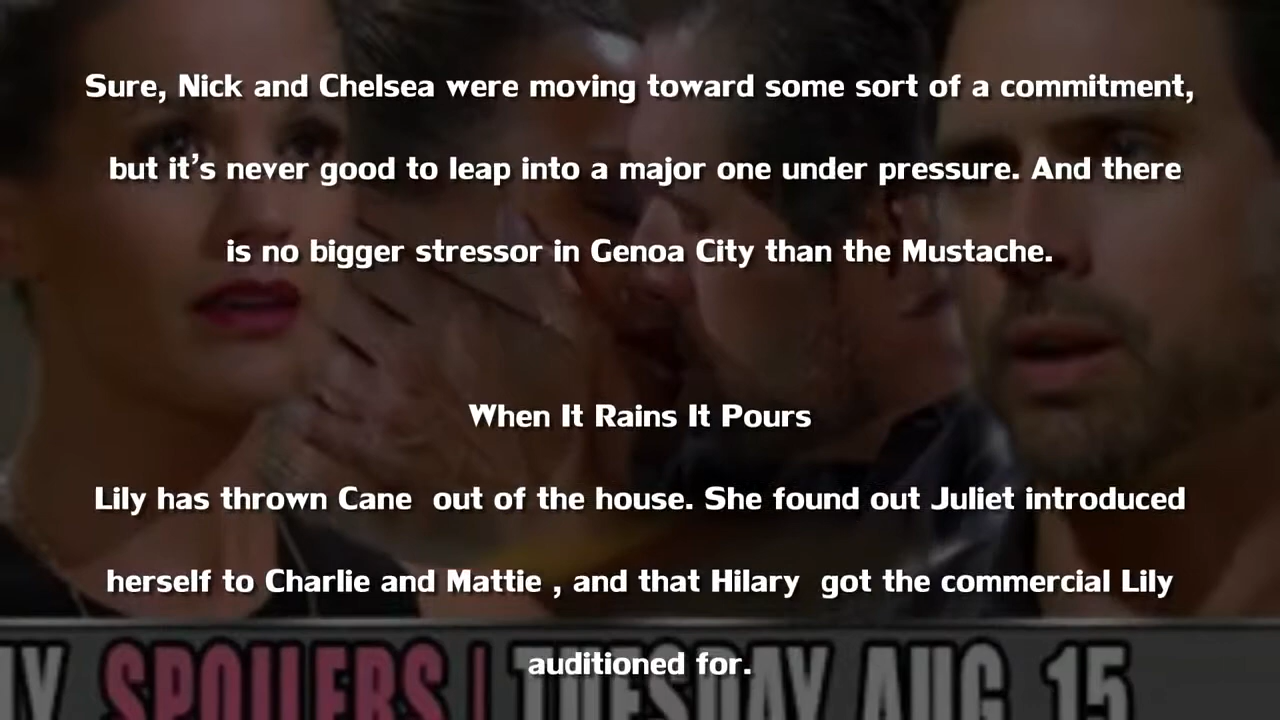 Sure, Nick and Chelsea were moving toward some sort of a commitment,
but it's never good to leap into a major one under pressure. And there
is no bigger stressor in Genoa City than the Mustache.
When It Rains It Pours
Lily has thrown Cane out of the house. She found out Juliet introduced
herself to Charlie and Mattie , and that Hilary got the commercial Lily
auditioned for.
LY SPOILERS | TUESDAY AUG 15